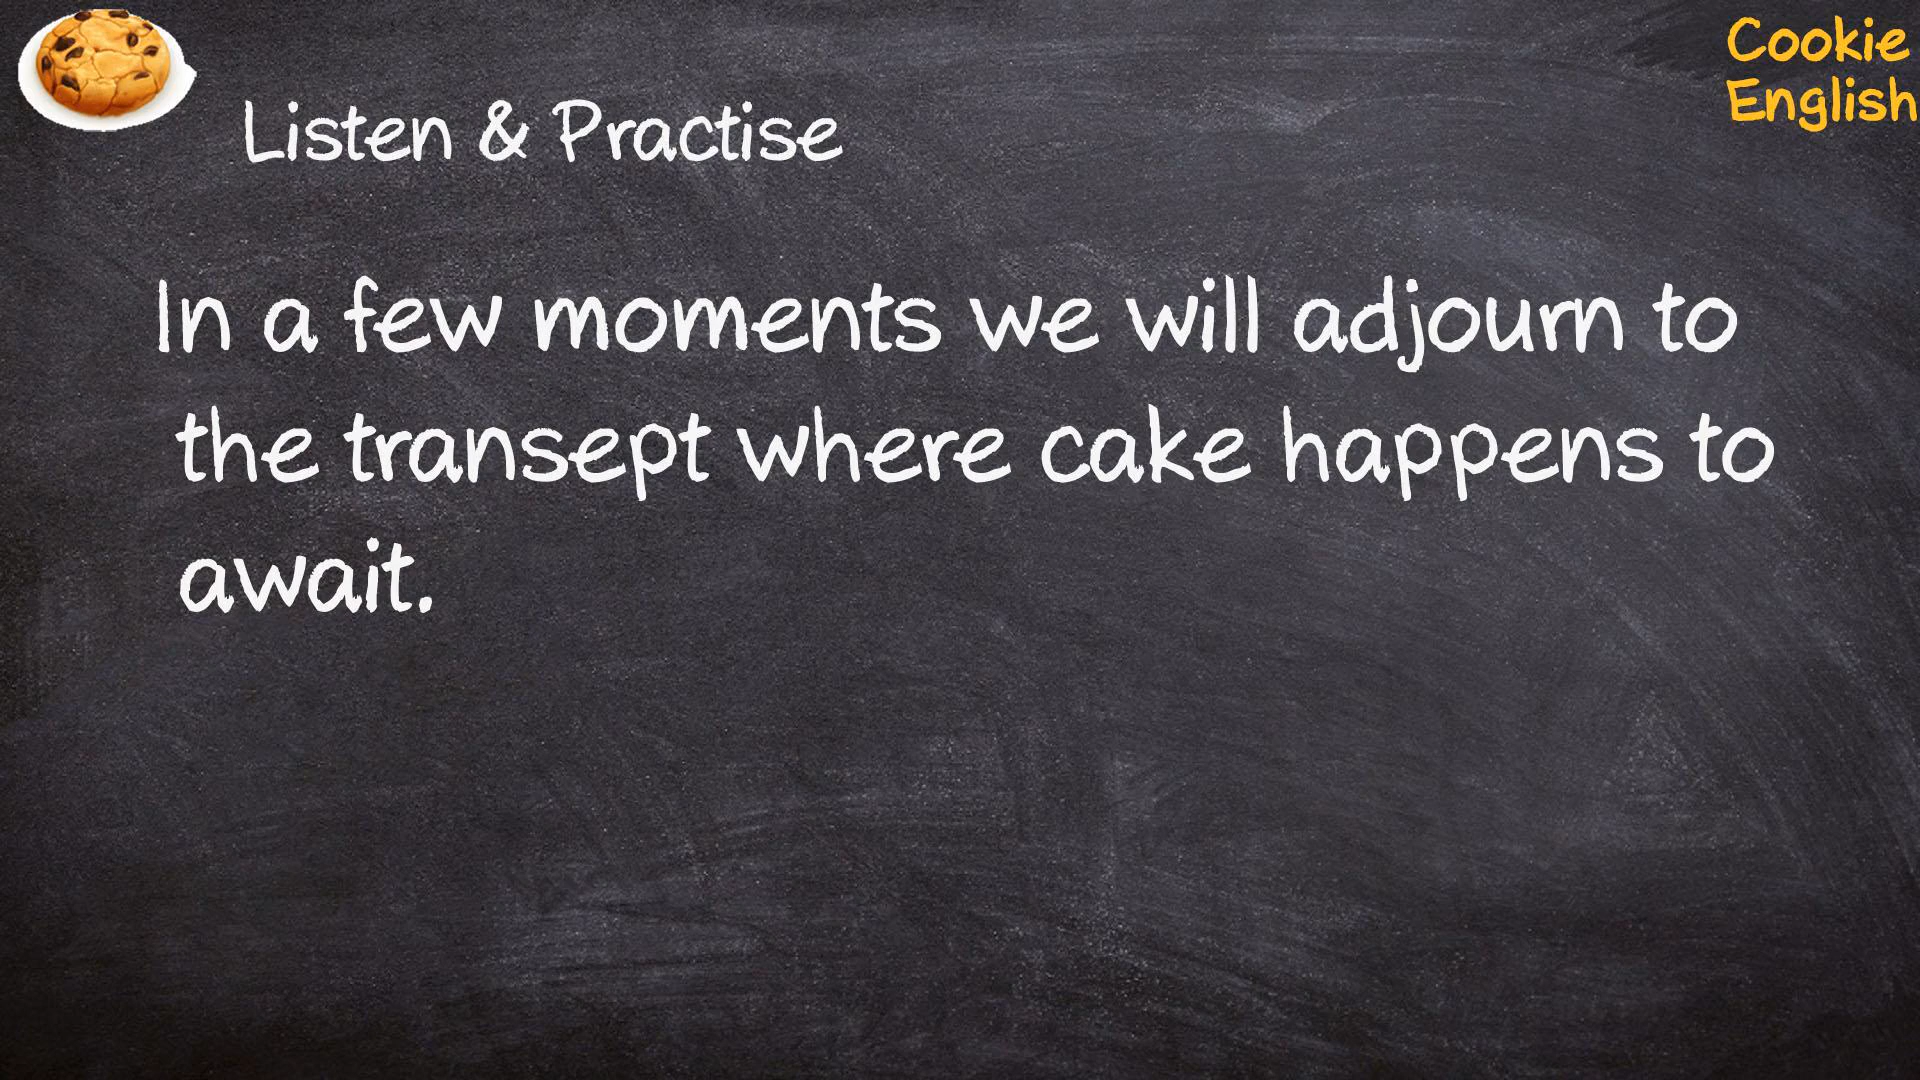 Cookie
English
Listen & Practise
In a few moments we will adjourn to
the transept where cake happens to
await.